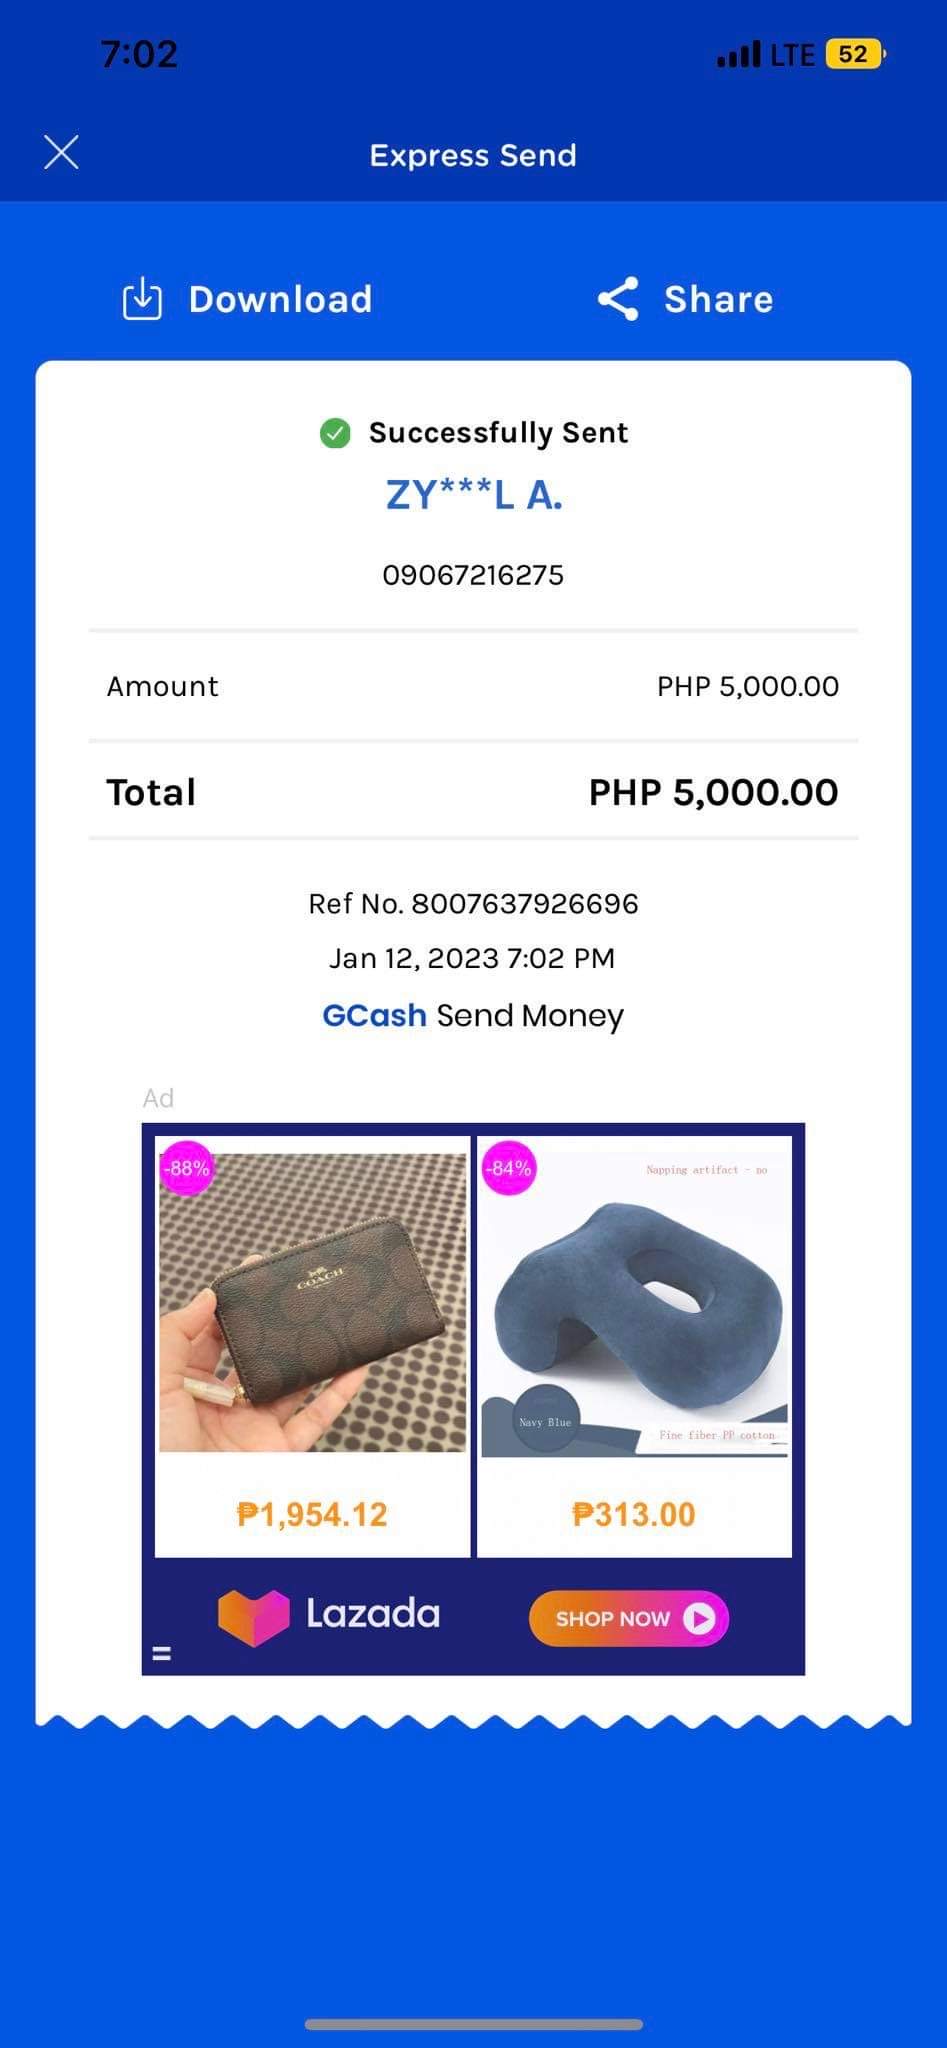 7:02
LTE 52
Express Send
Download
Share
Successfully Sent
ZY***L A.
09067216275
Amount PHP 5,000.00
Total PHP 5,000.00
Ref No. 8007637926696
Jan 12, 2023 7:02 PM
GCash Send Money
Ad
-88%
COACH
₱1,954.12
-84%
Napping artifact - no
Navy Blue
Fine fiber PP cotton
₱313.00
Lazada
SHOP NOW